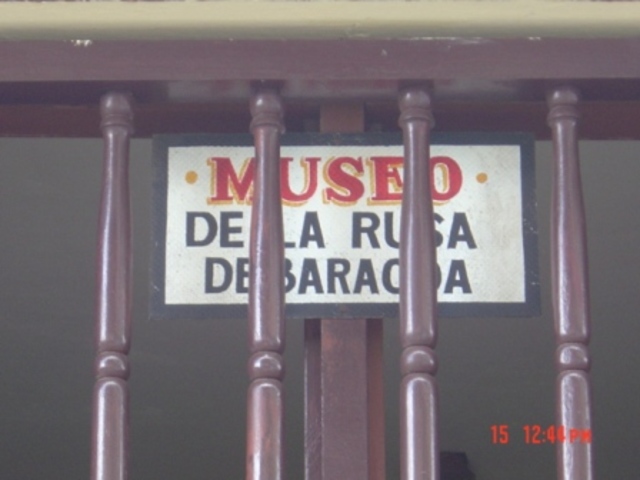 MUSEO
DE LA RUSA
DE BARACOA
15 12:44 PM